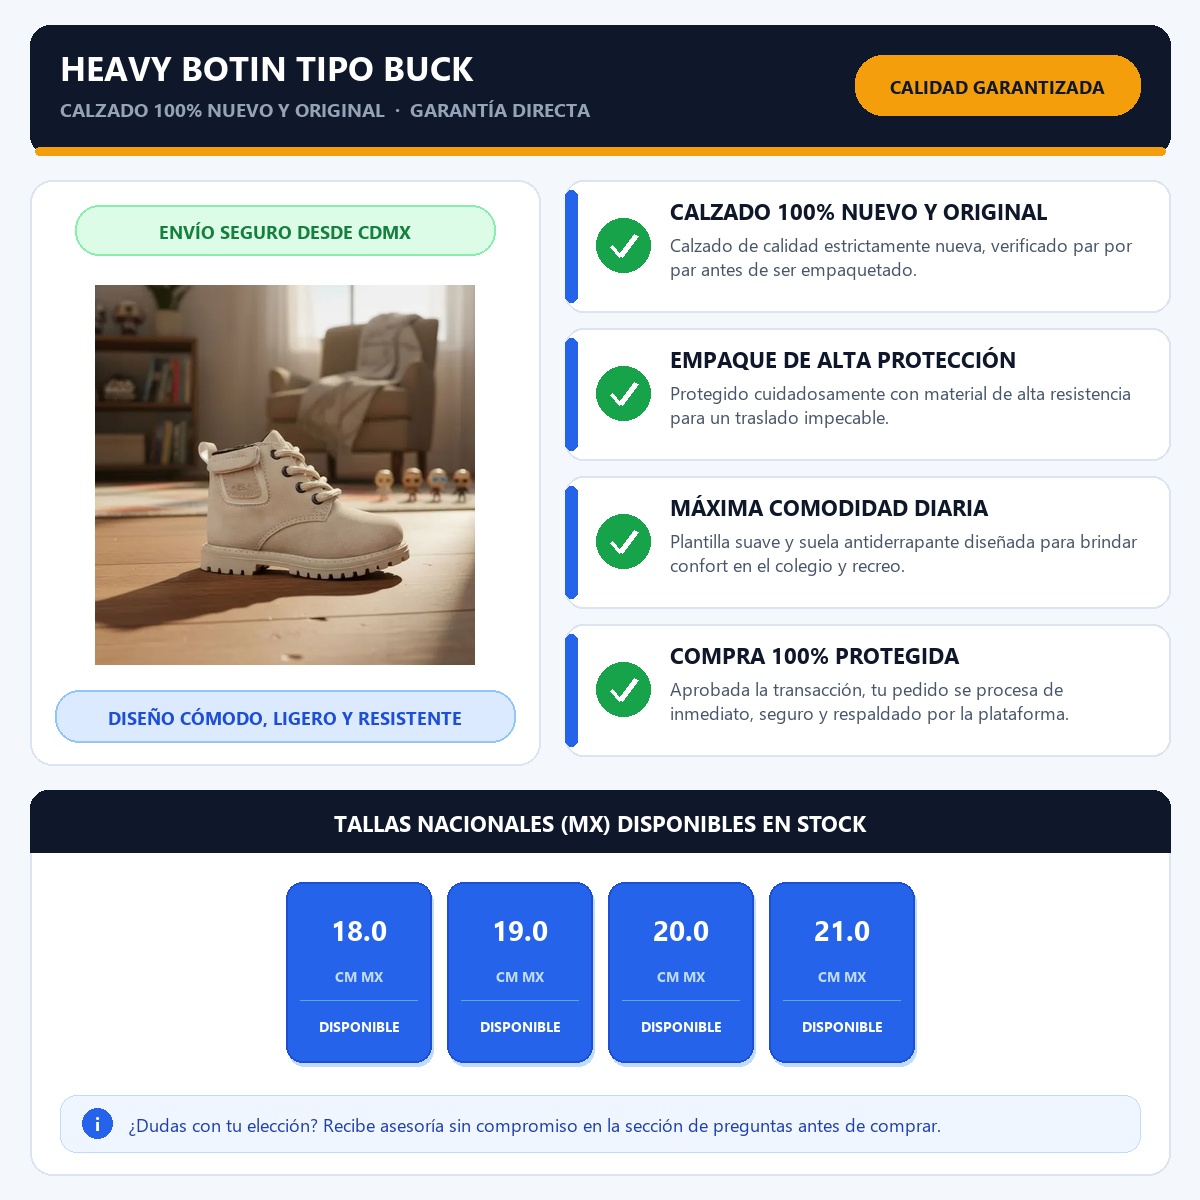 HEAVY BOTIN TIPO BUCK
CALZADO 100% NUEVO Y ORIGINAL · GARANTÍA DIRECTA
CALIDAD GARANTIZADA
ENVÍO SEGURO DESDE CDMX
DISEÑO CÓMODO, LIGERO Y RESISTENTE
CALZADO 100% NUEVO Y ORIGINAL
Calzado de calidad estrictamente nueva, verificado par por
par antes de ser empaquetado.
EMPAQUE DE ALTA PROTECCIÓN
Protegido cuidadosamente con material de alta resistencia
para un traslado impecable.
MÁXIMA COMODIDAD DIARIA
Plantilla suave y suela antiderrapante diseñada para brindar
confort en el colegio y recreo.
COMPRA 100% PROTEGIDA
Aprobada la transacción, tu pedido se procesa de
inmediato, seguro y respaldado por la plataforma.
TALLAS NACIONALES (MX) DISPONIBLES EN STOCK
18.0
CM MX
DISPONIBLE
19.0
CM MX
DISPONIBLE
20.0
CM MX
DISPONIBLE
21.0
CM MX
DISPONIBLE
¿Dudas con tu elección? Recibe asesoría sin compromiso en la sección de preguntas antes de comprar.